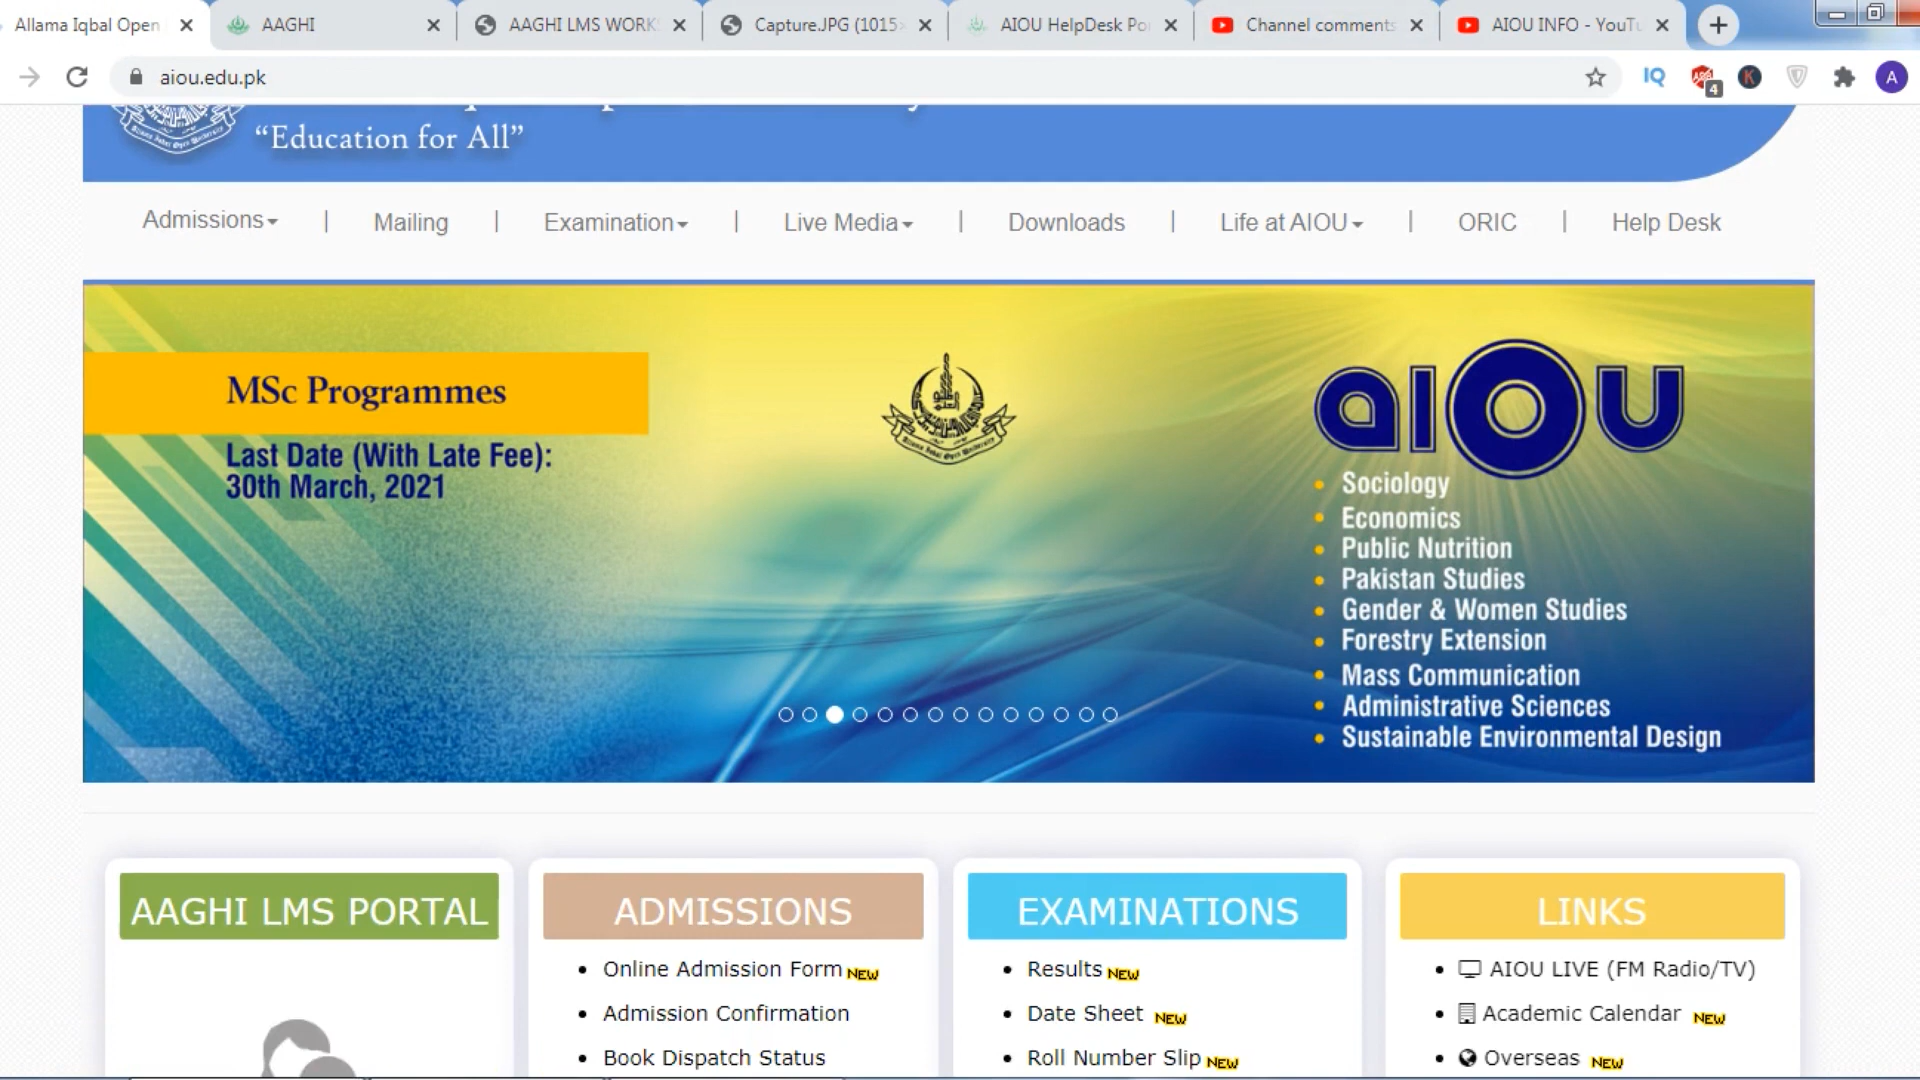 Allama Iqbal Open
AAGHI
AAGHI LMS WORK
Capture.JPG (1015
AIOU HelpDesk Po
Channel comments
AIOU INFO - YouTu
aiou.edu.pk
IQ
4
K
A
“Education for All”
Admissions | Mailing | Examination | Live Media | Downloads | Life at AIOU | ORIC | Help Desk
MSc Programmes
Last Date (With Late Fee):
30th March, 2021
AIOU
• Sociology
• Economics
• Public Nutrition
• Pakistan Studies
• Gender & Women Studies
• Forestry Extension
• Mass Communication
• Administrative Sciences
• Sustainable Environmental Design
AAGHI LMS PORTAL
ADMISSIONS
• Online Admission Form NEW
• Admission Confirmation
• Book Dispatch Status
EXAMINATIONS
• Results NEW
• Date Sheet NEW
• Roll Number Slip NEW
LINKS
• AIOU LIVE (FM Radio/TV)
• Academic Calendar NEW
• Overseas NEW